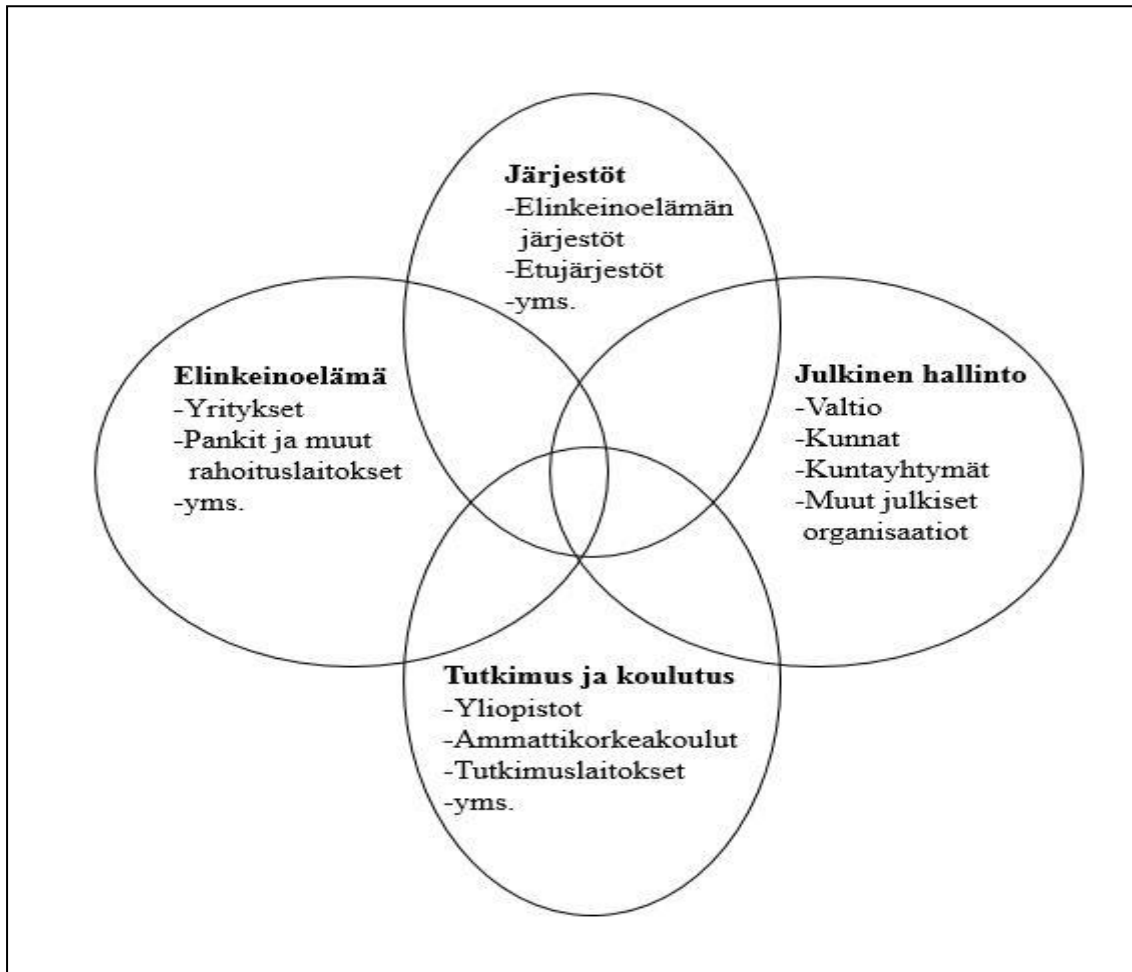 Järjestöt
-Elinkeinoelämän
järjestöt
-Etujärjestöt
-yms.
Elinkeinoelämä
-Yritykset
-Pankit ja muut
rahoituslaitokset
-yms.
Julkinen hallinto
-Valtio
-Kunnat
-Kuntayhtymät
-Muut julkiset
organisaatiot
Tutkimus ja koulutus
-Yliopistot
-Ammattikorkeakoulut
-Tutkimuslaitokset
-yms.